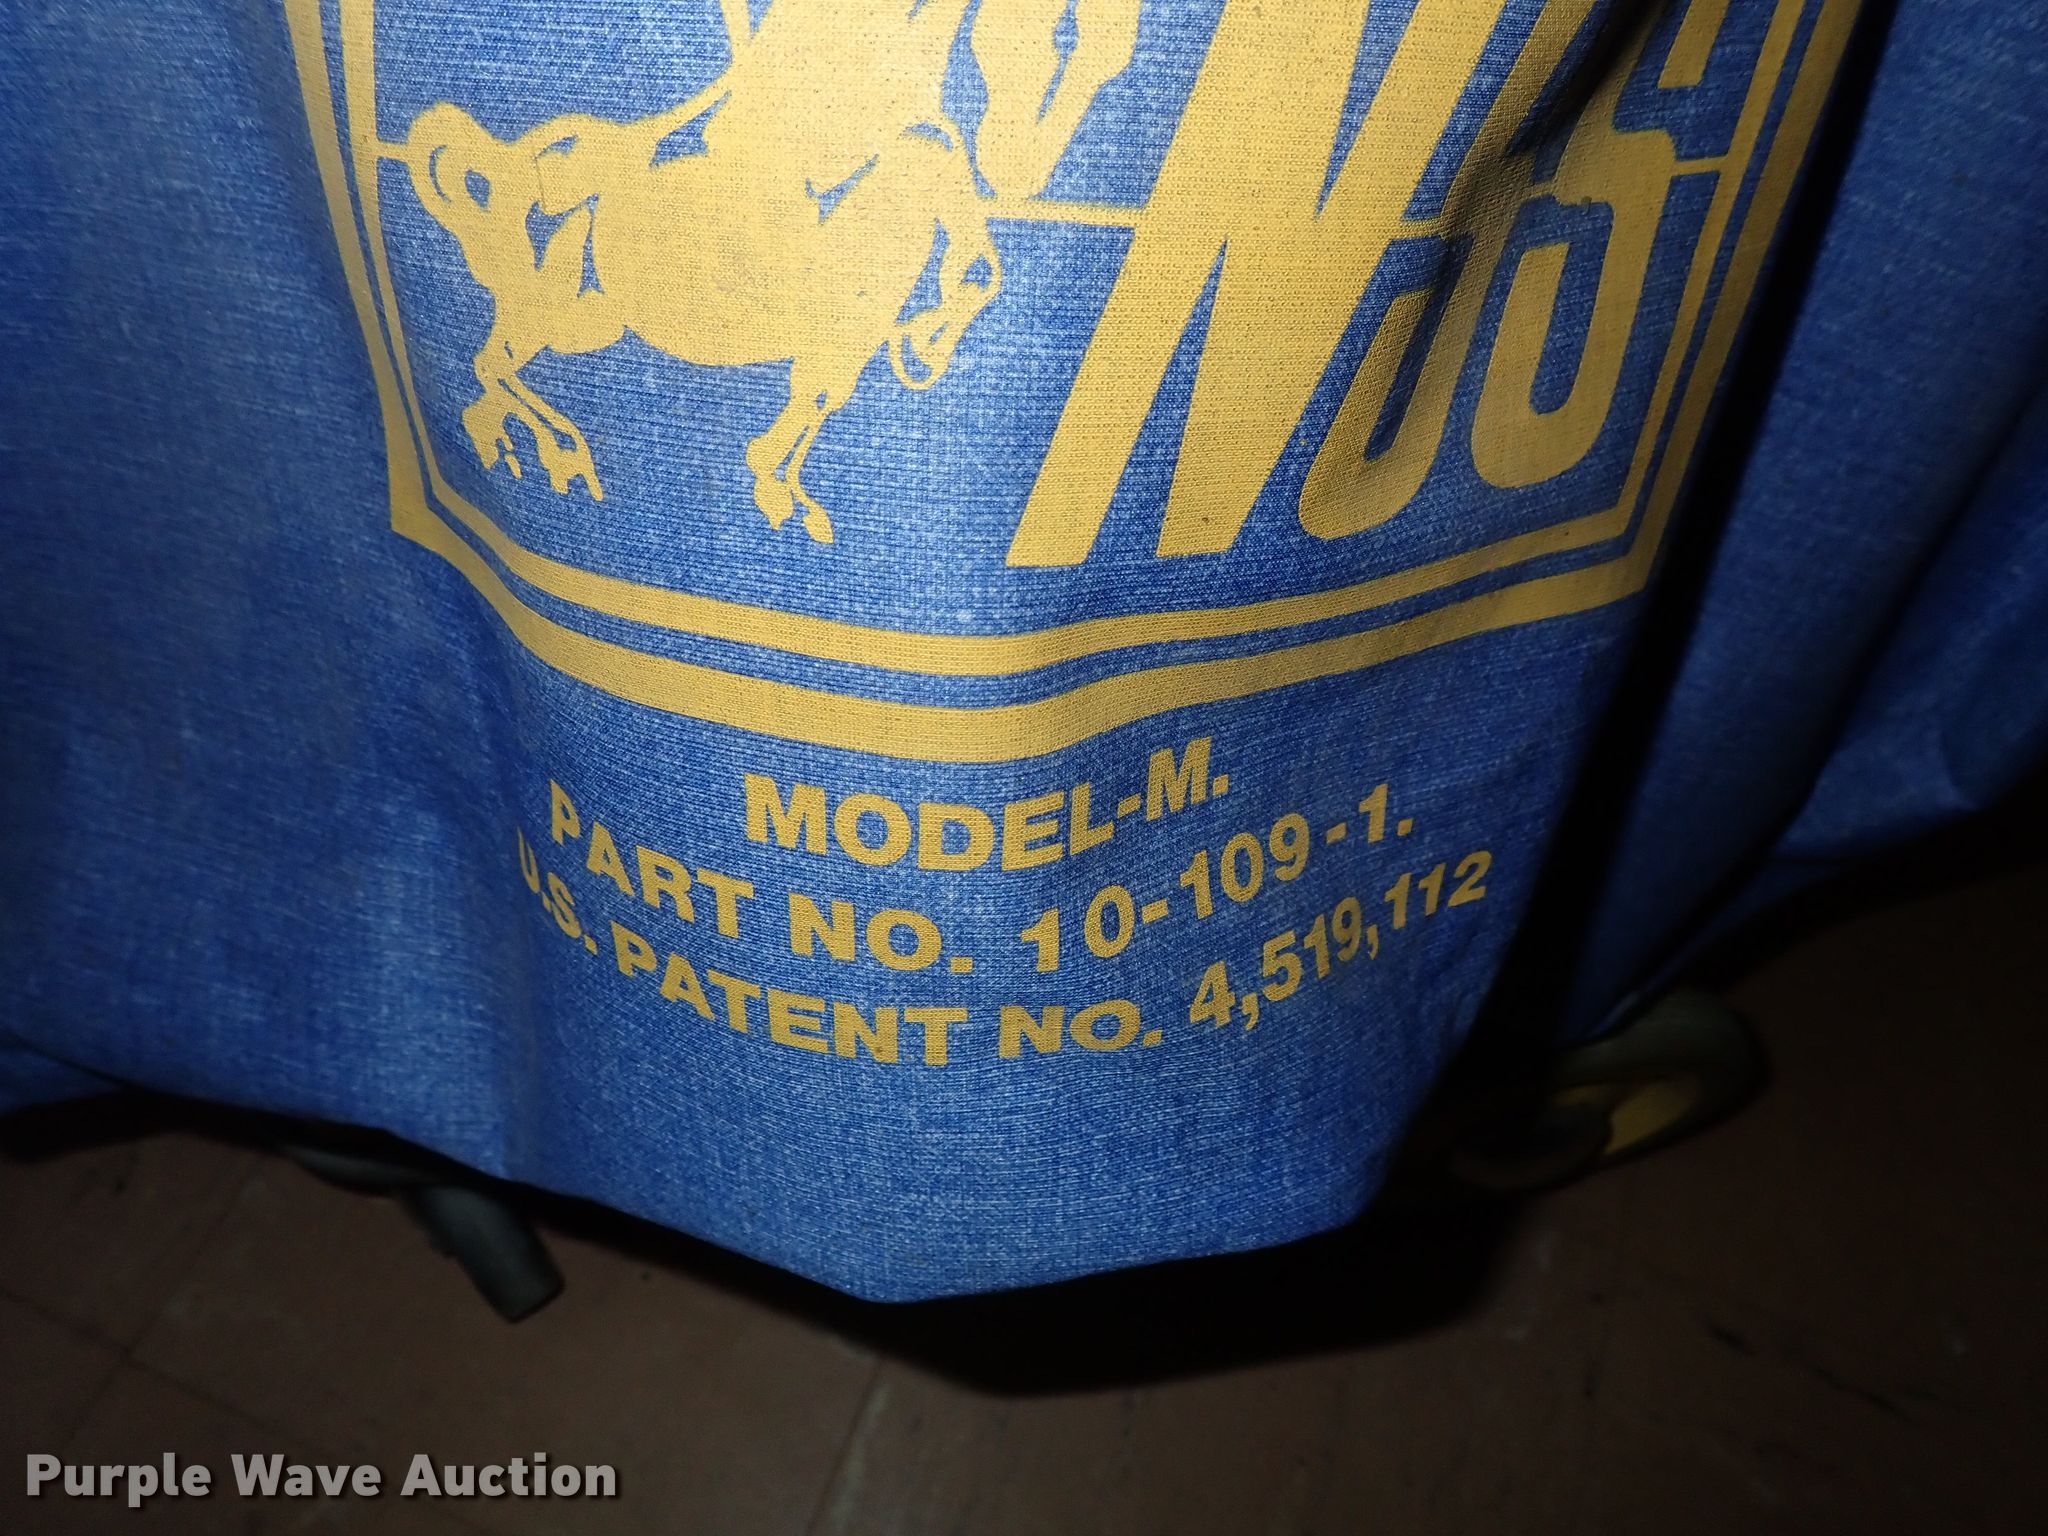 MODEL-M.
PART NO. 10-109-1.
U.S. PATENT NO. 4,519,112
Purple Wave Auction